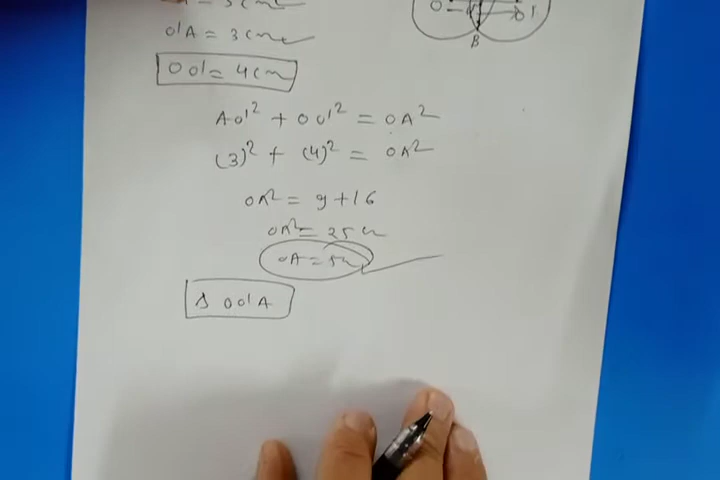 = 3cm
O'A = 3cm
OO' = 4cm
O
O'
B
AO'² + OO'² = OA²
(3)² + (4)² = OA²
OA² = 9 + 16
OA² = 25
OA = 5
Δ OO'A